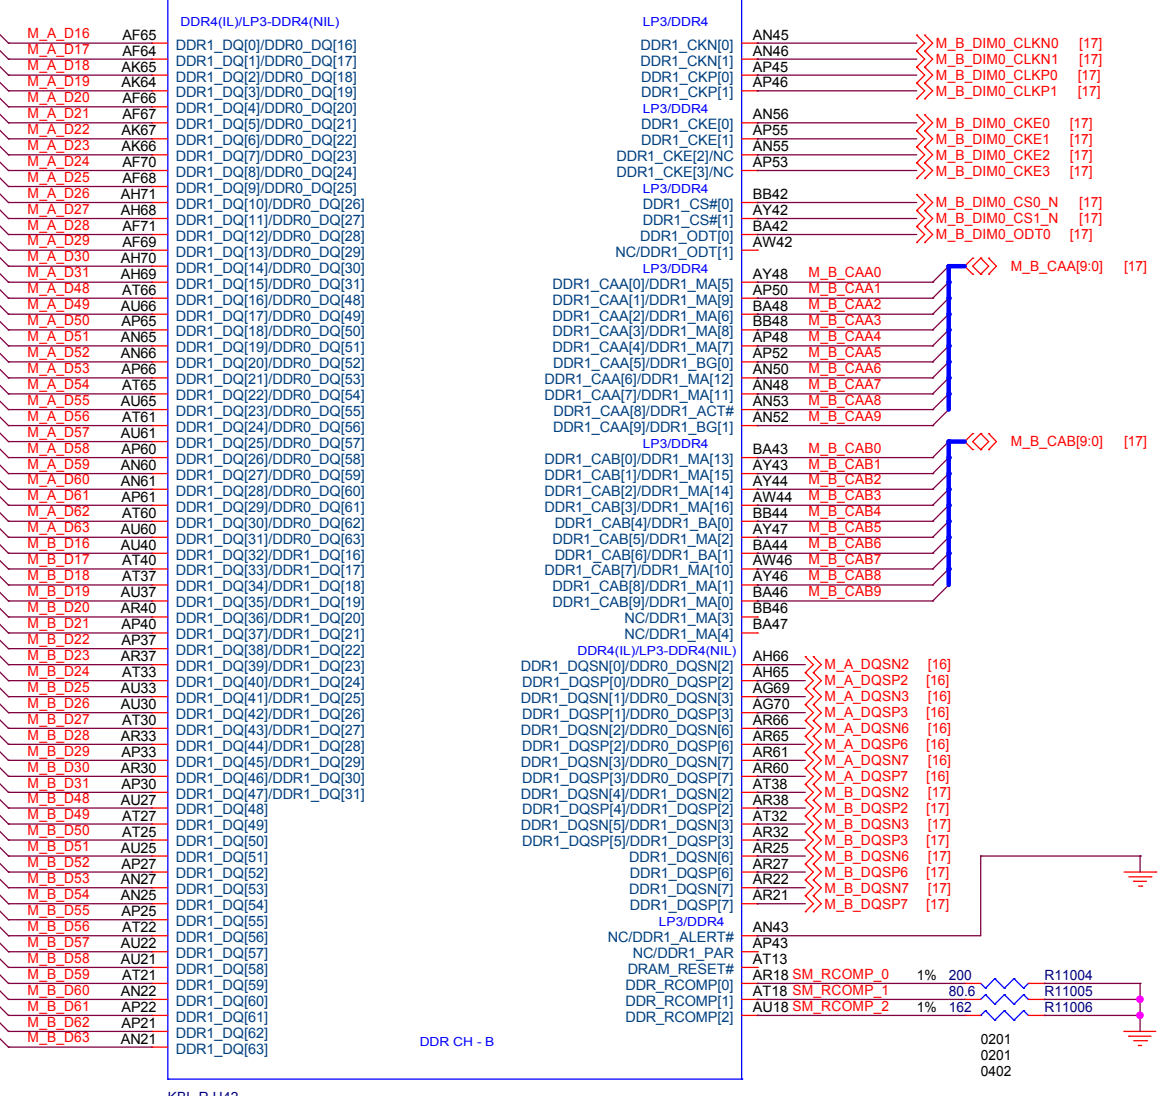 DDR4(IL)/LP3-DDR4(NIL)
M_A_D16 AF65 DDR1_DQ[0]/DDR0_DQ[16]
M_A_D17 AF64 DDR1_DQ[1]/DDR0_DQ[17]
M_A_D18 AK65 DDR1_DQ[2]/DDR0_DQ[18]
M_A_D19 AK64 DDR1_DQ[3]/DDR0_DQ[19]
M_A_D20 AF66 DDR1_DQ[4]/DDR0_DQ[20]
M_A_D21 AF67 DDR1_DQ[5]/DDR0_DQ[21]
M_A_D22 AK67 DDR1_DQ[6]/DDR0_DQ[22]
M_A_D23 AK66 DDR1_DQ[7]/DDR0_DQ[23]
M_A_D24 AF70 DDR1_DQ[8]/DDR0_DQ[24]
M_A_D25 AF68 DDR1_DQ[9]/DDR0_DQ[25]
M_A_D26 AH71 DDR1_DQ[10]/DDR0_DQ[26]
M_A_D27 AH68 DDR1_DQ[11]/DDR0_DQ[27]
M_A_D28 AF71 DDR1_DQ[12]/DDR0_DQ[28]
M_A_D29 AF69 DDR1_DQ[13]/DDR0_DQ[29]
M_A_D30 AH70 DDR1_DQ[14]/DDR0_DQ[30]
M_A_D31 AH69 DDR1_DQ[15]/DDR0_DQ[31]
M_A_D48 AT66 DDR1_DQ[16]/DDR0_DQ[48]
M_A_D49 AU66 DDR1_DQ[17]/DDR0_DQ[49]
M_A_D50 AP65 DDR1_DQ[18]/DDR0_DQ[50]
M_A_D51 AN65 DDR1_DQ[19]/DDR0_DQ[51]
M_A_D52 AN66 DDR1_DQ[20]/DDR0_DQ[52]
M_A_D53 AP66 DDR1_DQ[21]/DDR0_DQ[53]
M_A_D54 AT65 DDR1_DQ[22]/DDR0_DQ[54]
M_A_D55 AU65 DDR1_DQ[23]/DDR0_DQ[55]
M_A_D56 AT61 DDR1_DQ[24]/DDR0_DQ[56]
M_A_D57 AU61 DDR1_DQ[25]/DDR0_DQ[57]
M_A_D58 AP60 DDR1_DQ[26]/DDR0_DQ[58]
M_A_D59 AN60 DDR1_DQ[27]/DDR0_DQ[59]
M_A_D60 AN61 DDR1_DQ[28]/DDR0_DQ[60]
M_A_D61 AP61 DDR1_DQ[29]/DDR0_DQ[61]
M_A_D62 AT60 DDR1_DQ[30]/DDR0_DQ[62]
M_A_D63 AU60 DDR1_DQ[31]/DDR0_DQ[63]
M_B_D16 AU40 DDR1_DQ[32]/DDR1_DQ[16]
M_B_D17 AT40 DDR1_DQ[33]/DDR1_DQ[17]
M_B_D18 AT37 DDR1_DQ[34]/DDR1_DQ[18]
M_B_D19 AU37 DDR1_DQ[35]/DDR1_DQ[19]
M_B_D20 AR40 DDR1_DQ[36]/DDR1_DQ[20]
M_B_D21 AP40 DDR1_DQ[37]/DDR1_DQ[21]
M_B_D22 AP37 DDR1_DQ[38]/DDR1_DQ[22]
M_B_D23 AR37 DDR1_DQ[39]/DDR1_DQ[23]
M_B_D24 AT33 DDR1_DQ[40]/DDR1_DQ[24]
M_B_D25 AU33 DDR1_DQ[41]/DDR1_DQ[25]
M_B_D26 AU30 DDR1_DQ[42]/DDR1_DQ[26]
M_B_D27 AT30 DDR1_DQ[43]/DDR1_DQ[27]
M_B_D28 AR33 DDR1_DQ[44]/DDR1_DQ[28]
M_B_D29 AP33 DDR1_DQ[45]/DDR1_DQ[29]
M_B_D30 AR30 DDR1_DQ[46]/DDR1_DQ[30]
M_B_D31 AP30 DDR1_DQ[47]/DDR1_DQ[31]
M_B_D48 AU27 DDR1_DQ[48]
M_B_D49 AT27 DDR1_DQ[49]
M_B_D50 AT25 DDR1_DQ[50]
M_B_D51 AU25 DDR1_DQ[51]
M_B_D52 AP27 DDR1_DQ[52]
M_B_D53 AN27 DDR1_DQ[53]
M_B_D54 AN25 DDR1_DQ[54]
M_B_D55 AP25 DDR1_DQ[55]
M_B_D56 AT22 DDR1_DQ[56]
M_B_D57 AU22 DDR1_DQ[57]
M_B_D58 AU21 DDR1_DQ[58]
M_B_D59 AT21 DDR1_DQ[59]
M_B_D60 AN22 DDR1_DQ[60]
M_B_D61 AP22 DDR1_DQ[61]
M_B_D62 AP21 DDR1_DQ[62]
M_B_D63 AN21 DDR1_DQ[63]
LP3/DDR4
DDR1_CKN[0] AN45 M_B_DIM0_CLKN0 [17]
DDR1_CKN[1] AN46 M_B_DIM0_CLKN1 [17]
DDR1_CKP[0] AP45 M_B_DIM0_CLKP0 [17]
DDR1_CKP[1] AP46 M_B_DIM0_CLKP1 [17]
LP3/DDR4
DDR1_CKE[0] AN56 M_B_DIM0_CKE0 [17]
DDR1_CKE[1] AP55 M_B_DIM0_CKE1 [17]
DDR1_CKE[2]/NC AN55 M_B_DIM0_CKE2 [17]
DDR1_CKE[3]/NC AP53 M_B_DIM0_CKE3 [17]
LP3/DDR4
DDR1_CS#[0] BB42 M_B_DIM0_CS0_N [17]
DDR1_CS#[1] AY42 M_B_DIM0_CS1_N [17]
DDR1_ODT[0] BA42 M_B_DIM0_ODT0 [17]
NC/DDR1_ODT[1] AW42
LP3/DDR4
M_B_CAA[9:0] [17]
DDR1_CAA[0]/DDR1_MA[5] AY48 M_B_CAA0
DDR1_CAA[1]/DDR1_MA[9] AP50 M_B_CAA1
DDR1_CAA[2]/DDR1_MA[6] BA48 M_B_CAA2
DDR1_CAA[3]/DDR1_MA[8] BB48 M_B_CAA3
DDR1_CAA[4]/DDR1_MA[7] AP48 M_B_CAA4
DDR1_CAA[5]/DDR1_BG[0] AP52 M_B_CAA5
DDR1_CAA[6]/DDR1_MA[12] AN50 M_B_CAA6
DDR1_CAA[7]/DDR1_MA[11] AN48 M_B_CAA7
DDR1_CAA[8]/DDR1_ACT# AN53 M_B_CAA8
DDR1_CAA[9]/DDR1_BG[1] AN52 M_B_CAA9
LP3/DDR4
M_B_CAB[9:0] [17]
DDR1_CAB[0]/DDR1_MA[13] BA43 M_B_CAB0
DDR1_CAB[1]/DDR1_MA[15] AY43 M_B_CAB1
DDR1_CAB[2]/DDR1_MA[14] AY44 M_B_CAB2
DDR1_CAB[3]/DDR1_MA[16] AW44 M_B_CAB3
DDR1_CAB[4]/DDR1_BA[0] BB44 M_B_CAB4
DDR1_CAB[5]/DDR1_MA[2] AY47 M_B_CAB5
DDR1_CAB[6]/DDR1_BA[1] BA44 M_B_CAB6
DDR1_CAB[7]/DDR1_MA[10] AW46 M_B_CAB7
DDR1_CAB[8]/DDR1_MA[1] AY46 M_B_CAB8
DDR1_CAB[9]/DDR1_MA[0] BA46 M_B_CAB9
NC/DDR1_MA[3] BB46
NC/DDR1_MA[4] BA47
DDR4(IL)/LP3-DDR4(NIL)
DDR1_DQSN[0]/DDR0_DQSN[2] AH66 M_A_DQSN2 [16]
DDR1_DQSP[0]/DDR0_DQSP[2] AH65 M_A_DQSP2 [16]
DDR1_DQSN[1]/DDR0_DQSN[3] AG69 M_A_DQSN3 [16]
DDR1_DQSP[1]/DDR0_DQSP[3] AG70 M_A_DQSP3 [16]
DDR1_DQSN[2]/DDR0_DQSN[6] AR66 M_A_DQSN6 [16]
DDR1_DQSP[2]/DDR0_DQSP[6] AR65 M_A_DQSP6 [16]
DDR1_DQSN[3]/DDR0_DQSN[7] AR61 M_A_DQSN7 [16]
DDR1_DQSP[3]/DDR0_DQSP[7] AR60 M_A_DQSP7 [16]
DDR1_DQSN[4]/DDR1_DQSN[2] AT38 M_B_DQSN2 [17]
DDR1_DQSP[4]/DDR1_DQSP[2] AR38 M_B_DQSP2 [17]
DDR1_DQSN[5]/DDR1_DQSN[3] AT32 M_B_DQSN3 [17]
DDR1_DQSP[5]/DDR1_DQSP[3] AR32 M_B_DQSP3 [17]
DDR1_DQSN[6] AR25 M_B_DQSN6 [17]
DDR1_DQSP[6] AR27 M_B_DQSP6 [17]
DDR1_DQSN[7] AR22 M_B_DQSN7 [17]
DDR1_DQSP[7] AR21 M_B_DQSP7 [17]
LP3/DDR4
NC/DDR1_ALERT# AN43
NC/DDR1_PAR AP43
DRAM_RESET# AT13
DDR_RCOMP[0] AR18 SM_RCOMP_0 1% 200 R11004
DDR_RCOMP[1] AT18 SM_RCOMP_1 80.6 R11005
DDR_RCOMP[2] AU18 SM_RCOMP_2 1% 162 R11006
0201
0201
0402
DDR CH - B
KBL-R U42